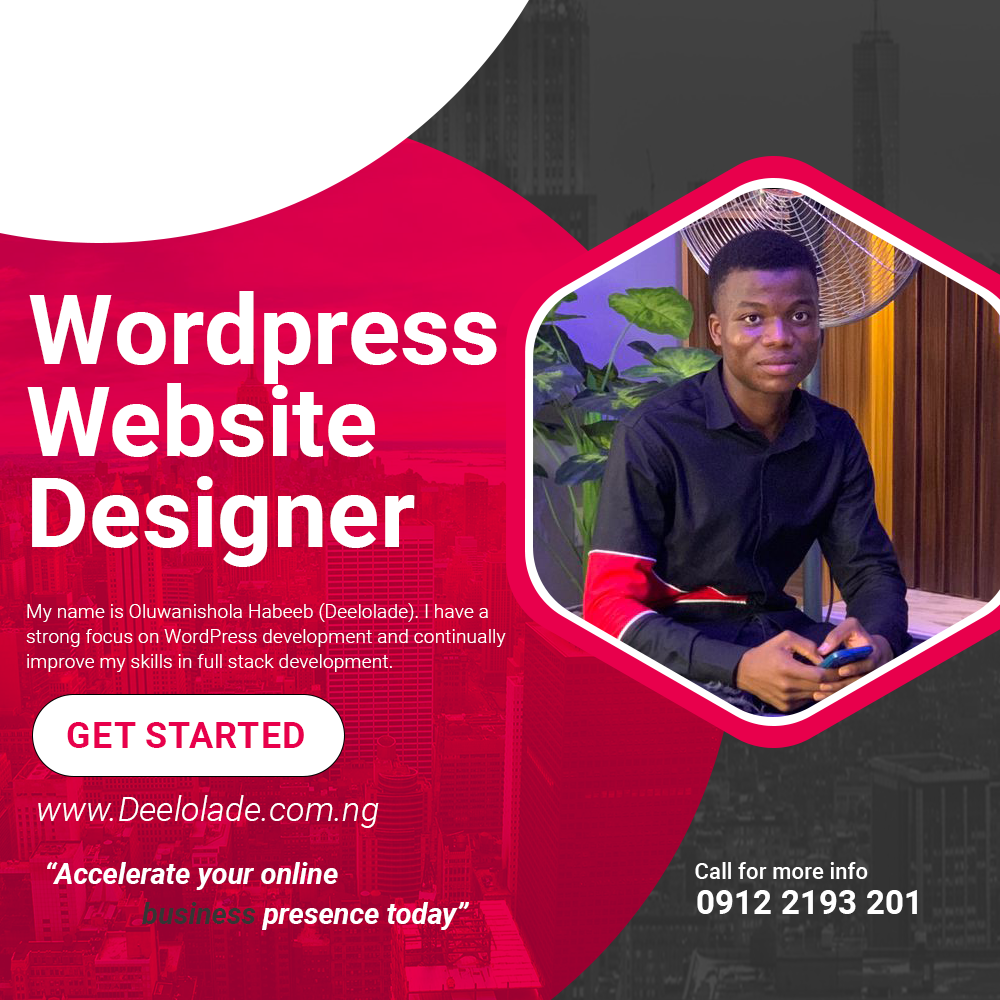 Wordpress
Website
Designer
My name is Oluwanishola Habeeb (Deelolade). I have a
strong focus on WordPress development and continually
improve my skills in full stack development.
GET STARTED
www.Deelolade.com.ng
“Accelerate your online
business presence today”
Call for more info
0912 2193 201